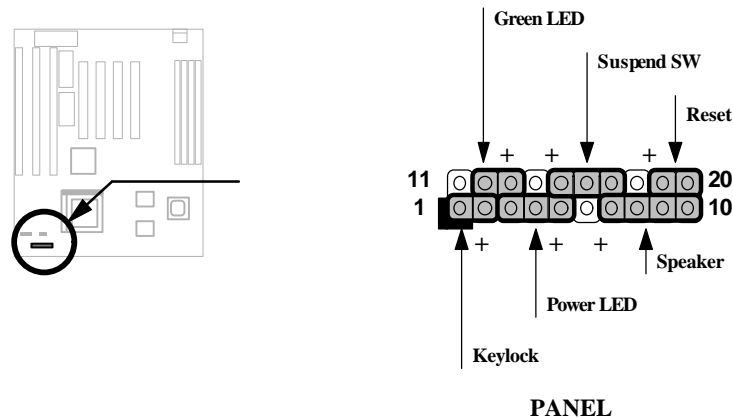 Green LED
Suspend SW
Reset
+ + +
11 20
1 10
+ + +
Speaker
Power LED
Keylock
PANEL